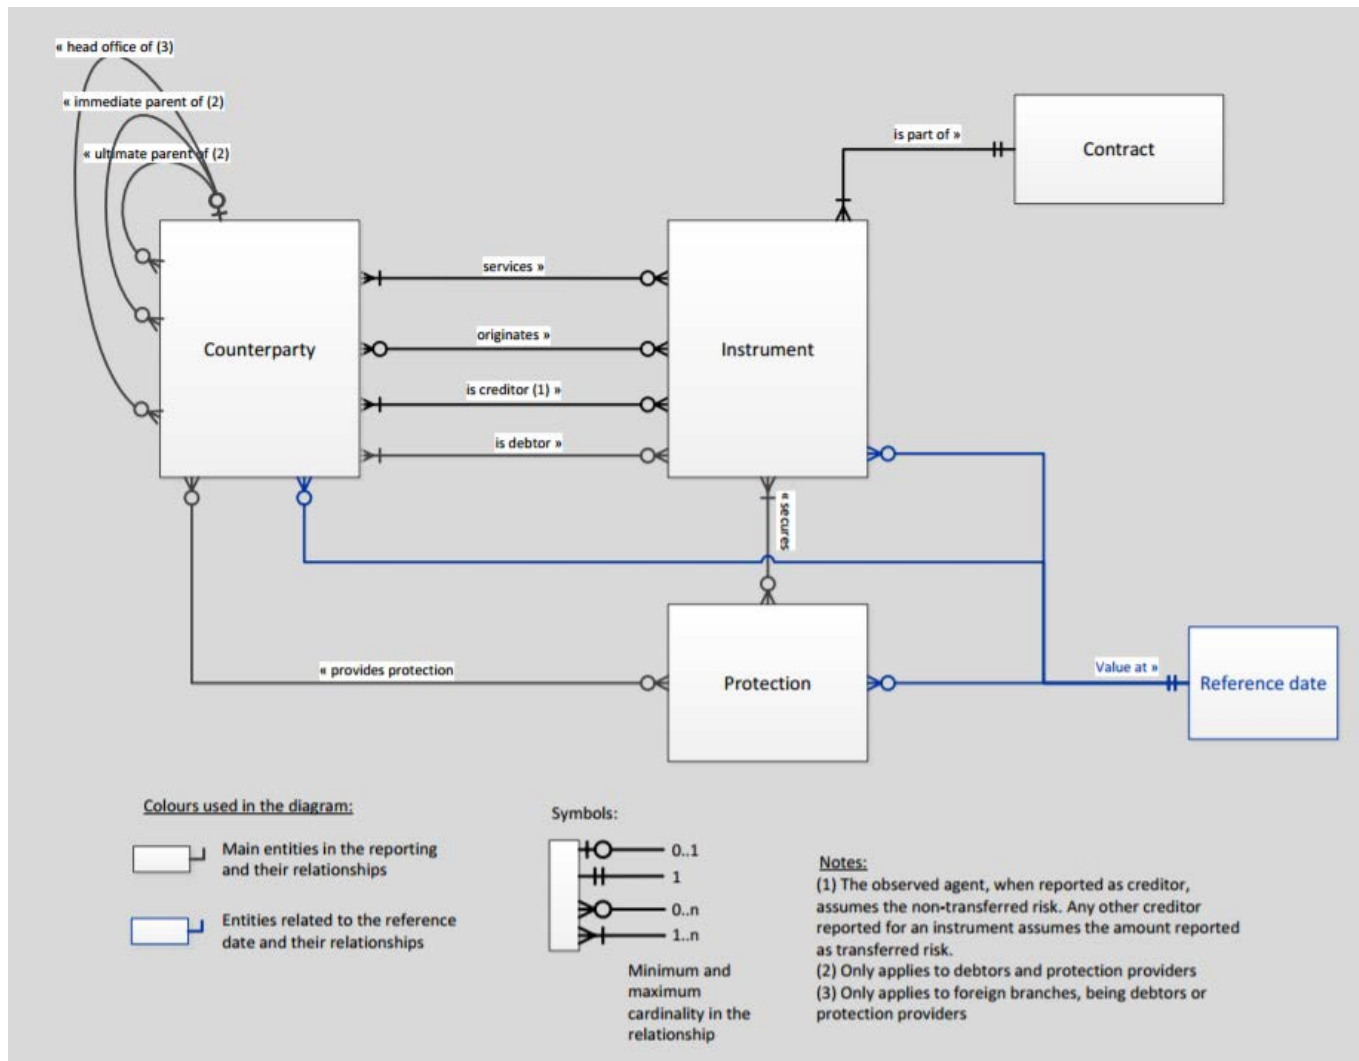 « head office of (3)
« immediate parent of (2)
« ultimate parent of (2)
is part of »
Contract
services »
originates »
is creditor (1) »
is debtor »
Counterparty
Instrument
« secures
« provides protection
Protection
Value at »
Reference date
Colours used in the diagram:
Main entities in the reporting
and their relationships
Entities related to the reference
date and their relationships
Symbols:
0..1
1
0..n
1..n
Minimum and
maximum
cardinality in the
relationship
Notes:
(1) The observed agent, when reported as creditor,
assumes the non-transferred risk. Any other creditor
reported for an instrument assumes the amount reported
as transferred risk.
(2) Only applies to debtors and protection providers
(3) Only applies to foreign branches, being debtors or
protection providers